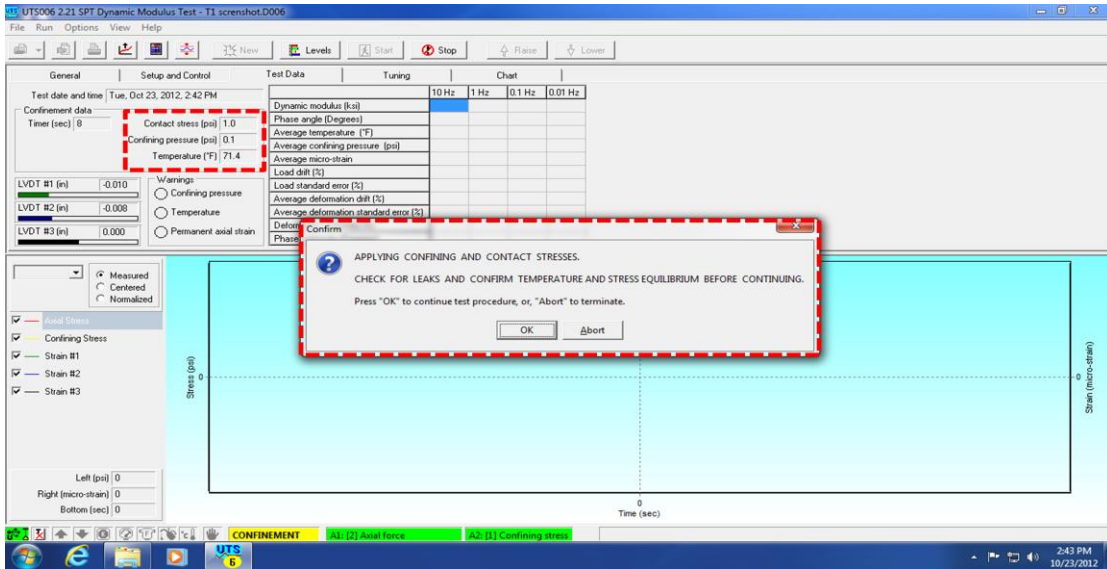 UTS006 2.21 SPT Dynamic Modulus Test - T1 screnshot.D006
File Run Options View Help
New Levels Start Stop Raise Lower
General Setup and Control Test Data Tuning Chart
Test date and time Tue, Oct 23, 2012, 2:42 PM
Confinement data
Timer (sec) 8
Contact stress (psi) 1.0
Confining pressure (psi) 0.1
Temperature (°F) 71.4
LVDT #1 (in) -0.010
LVDT #2 (in) -0.008
LVDT #3 (in) 0.000
Warnings
Confining pressure
Temperature
Permanent axial strain
10 Hz 1 Hz 0.1 Hz 0.01 Hz
Dynamic modulus (ksi)
Phase angle (Degrees)
Average temperature (°F)
Average confining pressure (psi)
Average micro-strain
Load drift (%)
Load standard error (%)
Average deformation drift (%)
Average deformation standard error (%)
Deform
Phase
Confirm
APPLYING CONFINING AND CONTACT STRESSES.
CHECK FOR LEAKS AND CONFIRM TEMPERATURE AND STRESS EQUILIBRIUM BEFORE CONTINUING.
Press "OK" to continue test procedure, or, "Abort" to terminate.
OK Abort
Measured
Centered
Normalized
Axial Stress
Confining Stress
Strain #1
Strain #2
Strain #3
Left (psi) 0
Right (micro-strain) 0
Bottom (sec) 0
Stress (psi)
0
0
Strain (micro-strain)
0
Time (sec)
CONFINEMENT A1: [2] Axial force A2: [1] Confining stress
UTS
6
2:43 PM
10/23/2012